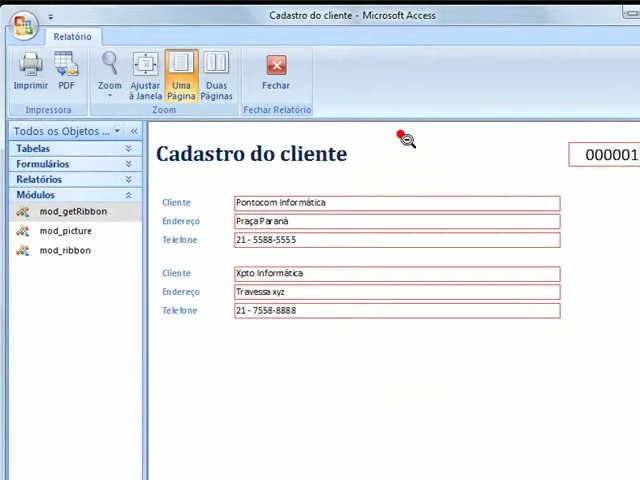 Cadastro do cliente - Microsoft Access
Relatório
Imprimir
PDF
Zoom
Ajustar
à Janela
Uma
Página
Duas
Páginas
Fechar
Impressora
Zoom
Fechar Relatório
Todos os Objetos ...
Tabelas
Formulários
Relatórios
Módulos
mod_getRibbon
mod_picture
mod_ribbon
Cadastro do cliente
000001
Cliente Pontocom Informática
Endereço Praça Paraná
Telefone 21 - 5588-5555
Cliente Xpto Informática
Endereço Travessa xyz
Telefone 21 - 7558-8888